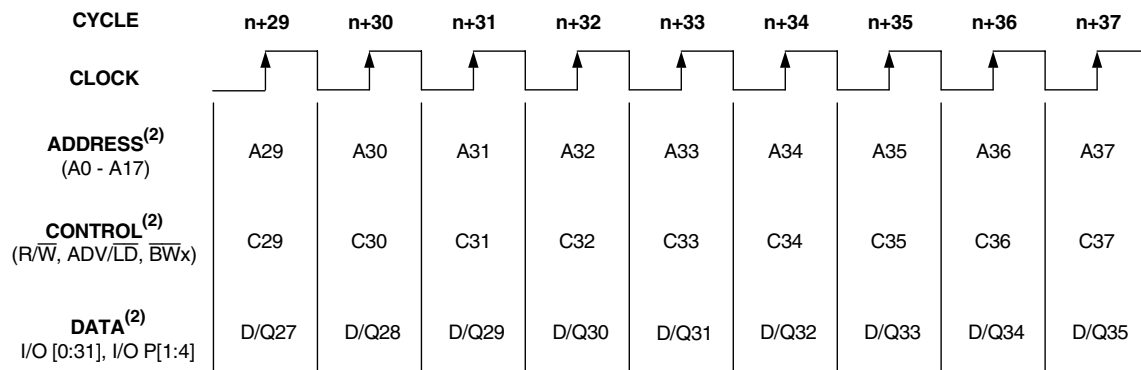 CYCLE n+29 n+30 n+31 n+32 n+33 n+34 n+35 n+36 n+37
CLOCK
ADDRESS(2) A29 A30 A31 A32 A33 A34 A35 A36 A37
(A0 - A17)
CONTROL(2) C29 C30 C31 C32 C33 C34 C35 C36 C37
(R/W̅, ADV/L̅D̅, B̅W̅x)
DATA(2) D/Q27 D/Q28 D/Q29 D/Q30 D/Q31 D/Q32 D/Q33 D/Q34 D/Q35
I/O [0:31], I/O P[1:4]